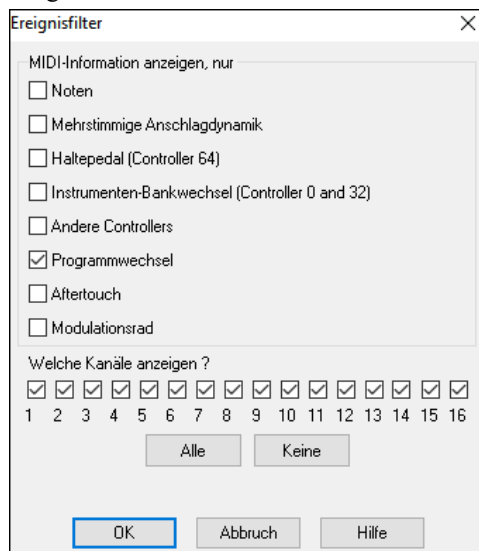 Ereignisfilter
MIDI-Information anzeigen, nur
Noten
Mehrstimmige Anschlagdynamik
Haltepedal (Controller 64)
Instrumenten-Bankwechsel (Controller 0 and 32)
Andere Controllers
Programmwechsel
Aftertouch
Modulationsrad
Welche Kanäle anzeigen ?
1 2 3 4 5 6 7 8 9 10 11 12 13 14 15 16
Alle Keine
OK Abbruch Hilfe